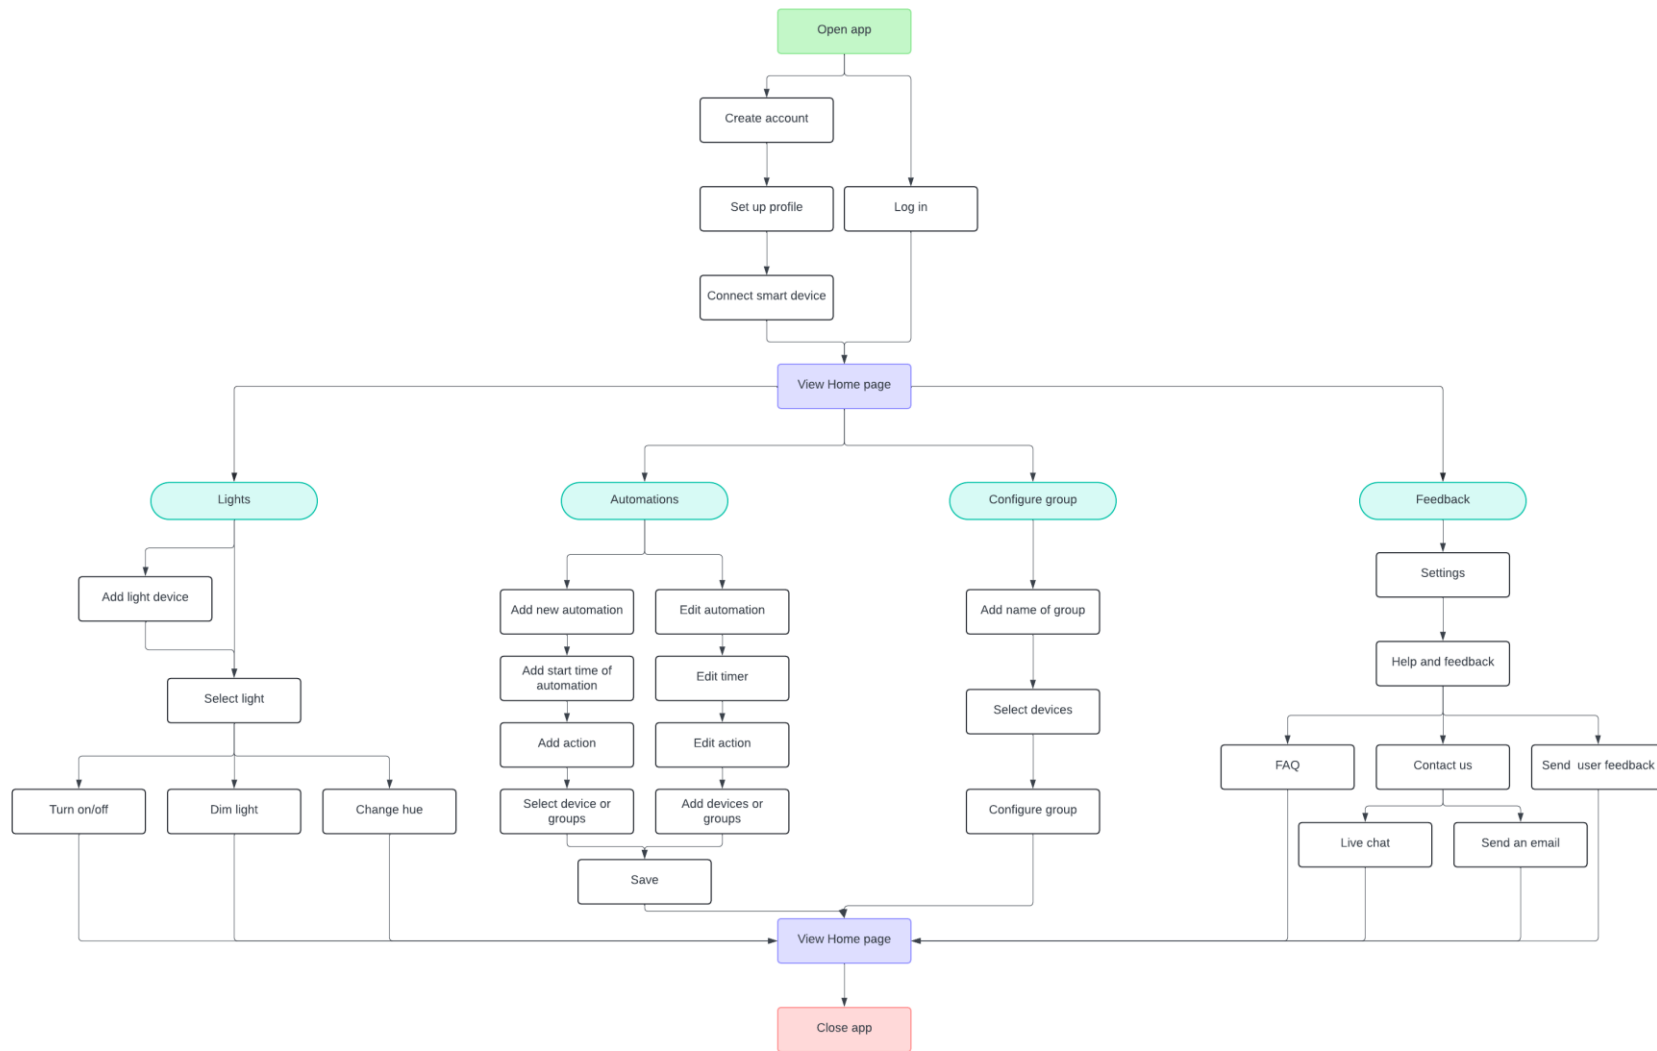 Open app
Create account
Set up profile
Log in
Connect smart device
View Home page
Lights
Automations
Configure group
Feedback
Add light device
Select light
Turn on/off
Dim light
Change hue
Add new automation
Add start time of
automation
Add action
Select device or
groups
Edit automation
Edit timer
Edit action
Add devices or
groups
Save
Add name of group
Select devices
Configure group
Settings
Help and feedback
FAQ
Contact us
Send  user feedback
Live chat
Send an email
View Home page
Close app